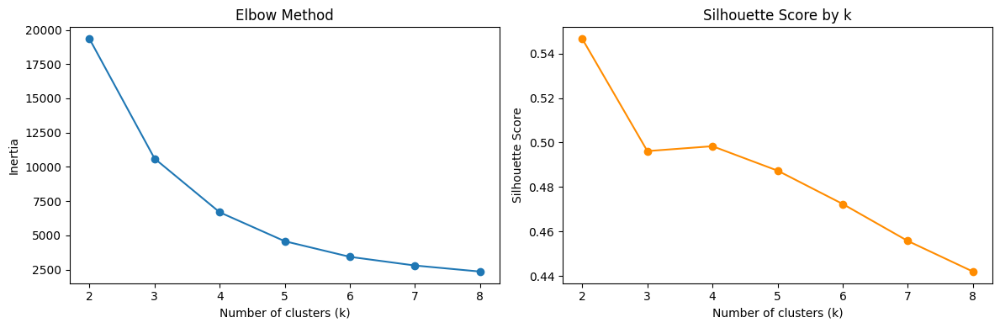 Elbow Method
20000
17500
15000
12500
10000
7500
5000
2500
Inertia
2 3 4 5 6 7 8
Number of clusters (k)
Silhouette Score by k
0.54
0.52
0.50
0.48
0.46
0.44
Silhouette Score
2 3 4 5 6 7 8
Number of clusters (k)